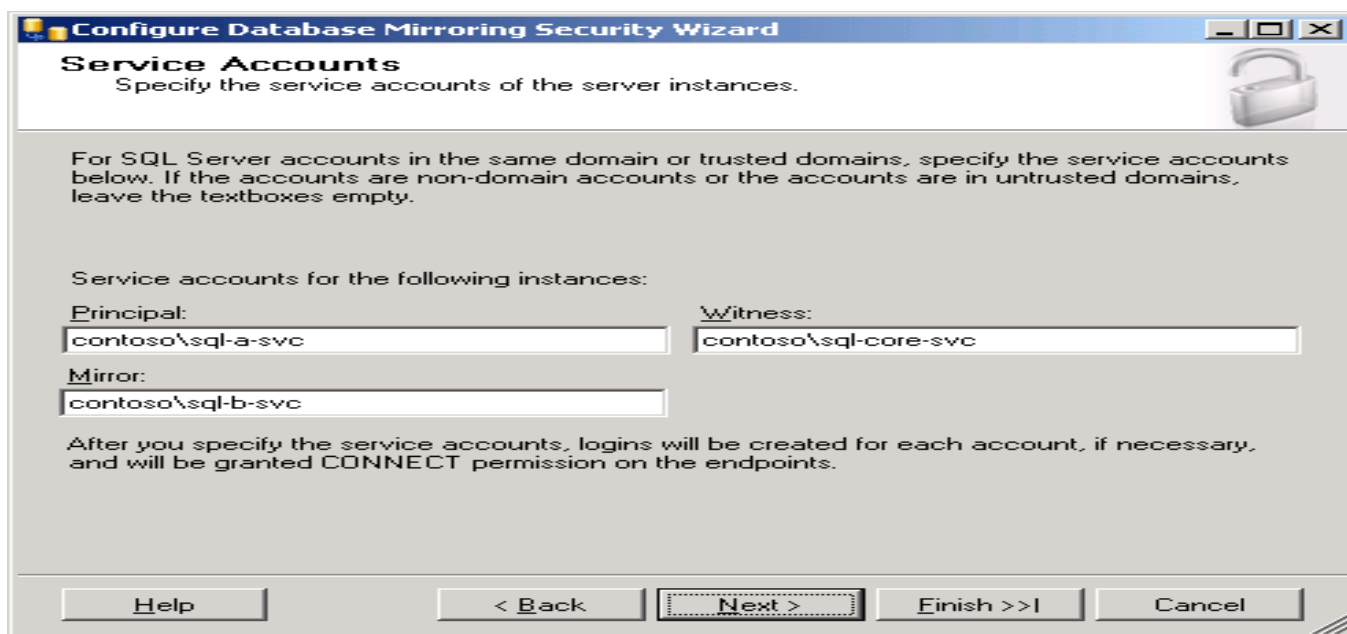 Configure Database Mirroring Security Wizard
Service Accounts
Specify the service accounts of the server instances.
For SQL Server accounts in the same domain or trusted domains, specify the service accounts
below. If the accounts are non-domain accounts or the accounts are in untrusted domains,
leave the textboxes empty.
Service accounts for the following instances:
Principal:
contoso\sql-a-svc
Witness:
contoso\sql-core-svc
Mirror:
contoso\sql-b-svc
After you specify the service accounts, logins will be created for each account, if necessary,
and will be granted CONNECT permission on the endpoints.
Help
< Back
Next >
Finish >>|
Cancel